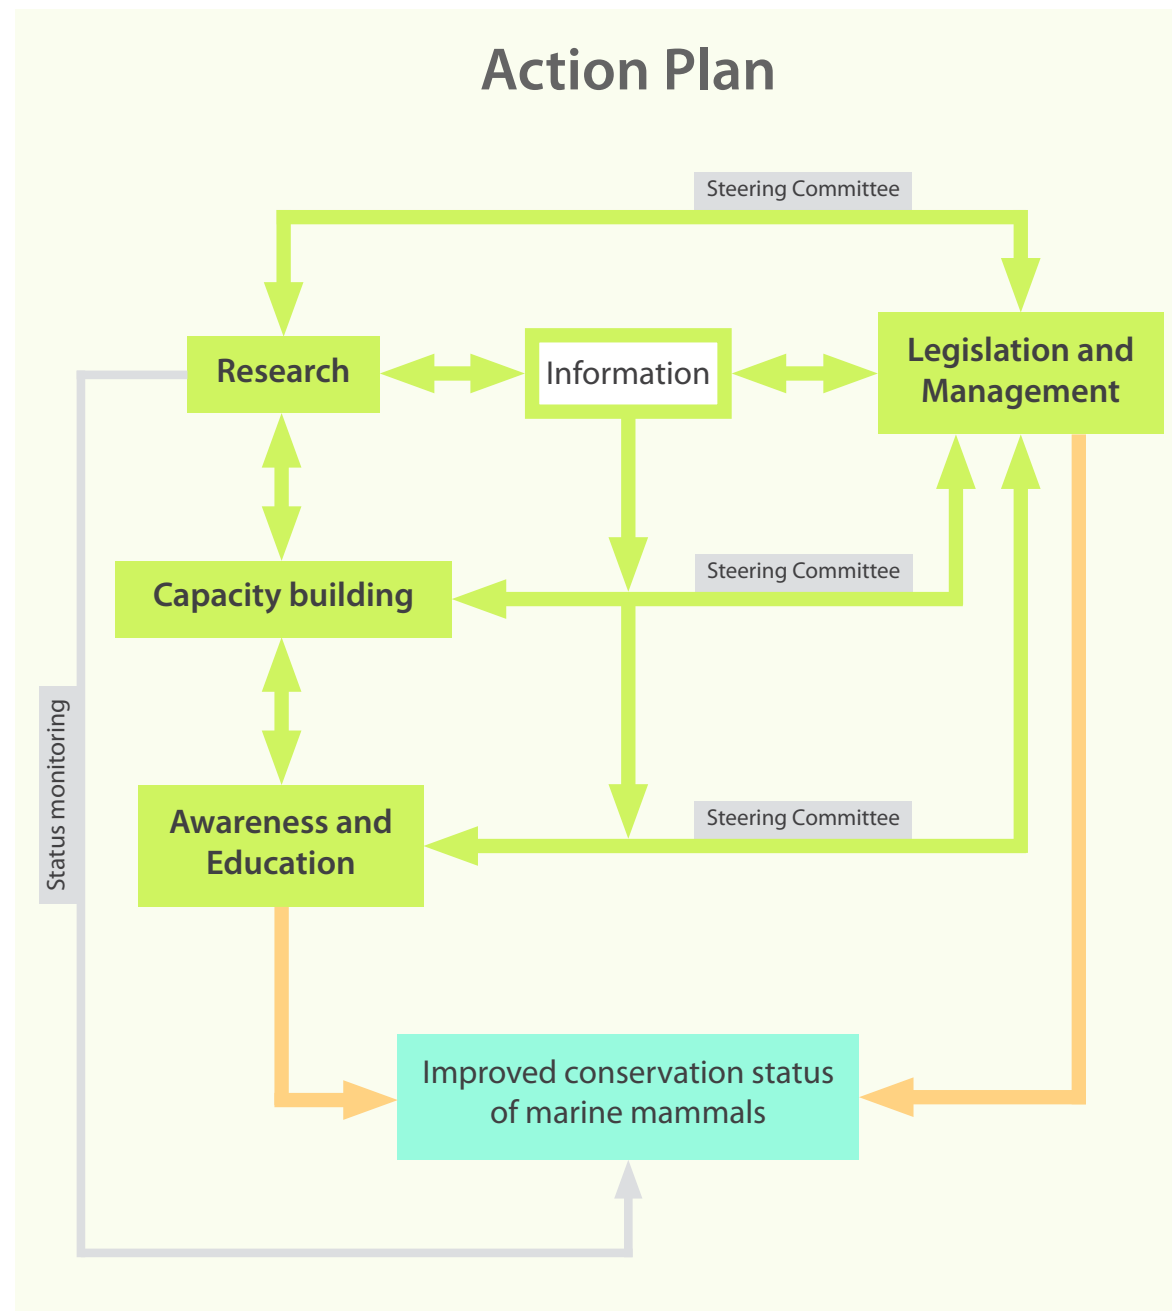 Action Plan
Steering Committee
Research
Information
Legislation and
Management
Steering Committee
Capacity building
Status monitoring
Steering Committee
Awareness and
Education
Improved conservation status
of marine mammals